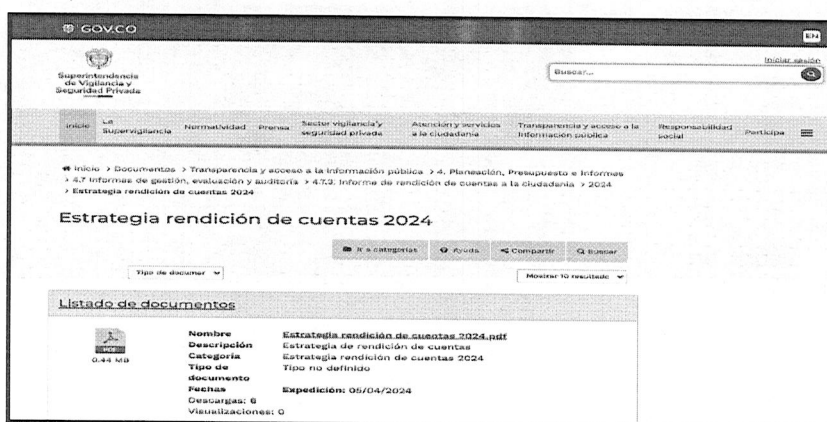 GOV.CO
EN
Iniciar sesión
Superintendencia
de Vigilancia y
Seguridad Privada
Buscar...
Inicio
La
Supervigilancia
Normatividad
Prensa
Sector vigilancia y
seguridad privada
Atención y servicios
a la ciudadanía
Transparencia y acceso a la
información pública
Responsabilidad
social
Participa
Inicio > Documentos > Transparencia y acceso a la información pública > 4. Planeación, Presupuesto e Informes
> 4.7 Informes de gestión, evaluación y auditoría > 4.7.3. Informe de rendición de cuentas a la ciudadanía > 2024
> Estrategia rendición de cuentas 2024
Estrategia rendición de cuentas 2024
Ir a categorías
Ayuda
Compartir
Buscar
Tipo de documer
Mostrar 10 resultado
Listado de documentos
PDF
0.44 MB
Nombre Estrategia rendición de cuentas 2024.pdf
Descripción Estrategia de rendición de cuentas
Categoría Estrategia rendición de cuentas 2024
Tipo de Tipo no definido
documento
Fechas Expedición: 05/04/2024
Descargas: 6
Visualizaciones: 0